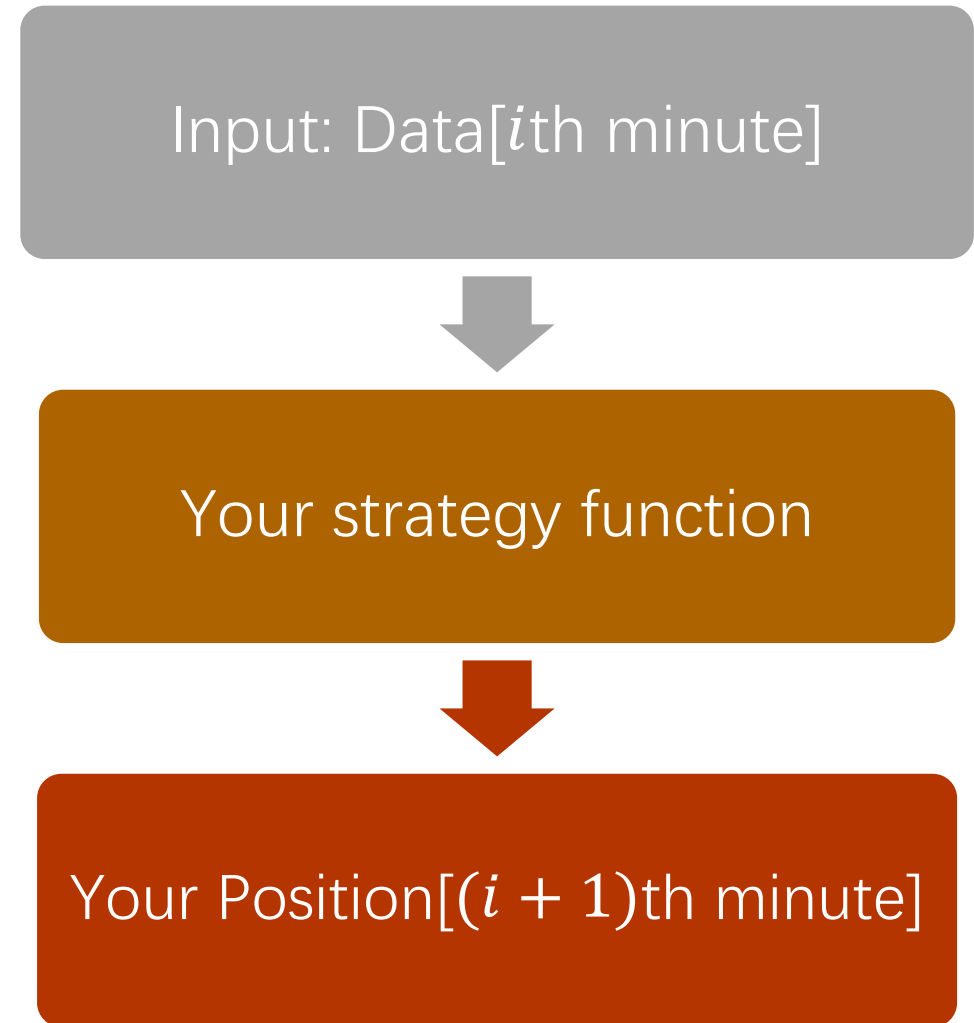 Input: Data[𝑖th minute]
Your strategy function
Your Position[(𝑖 + 1)th minute]